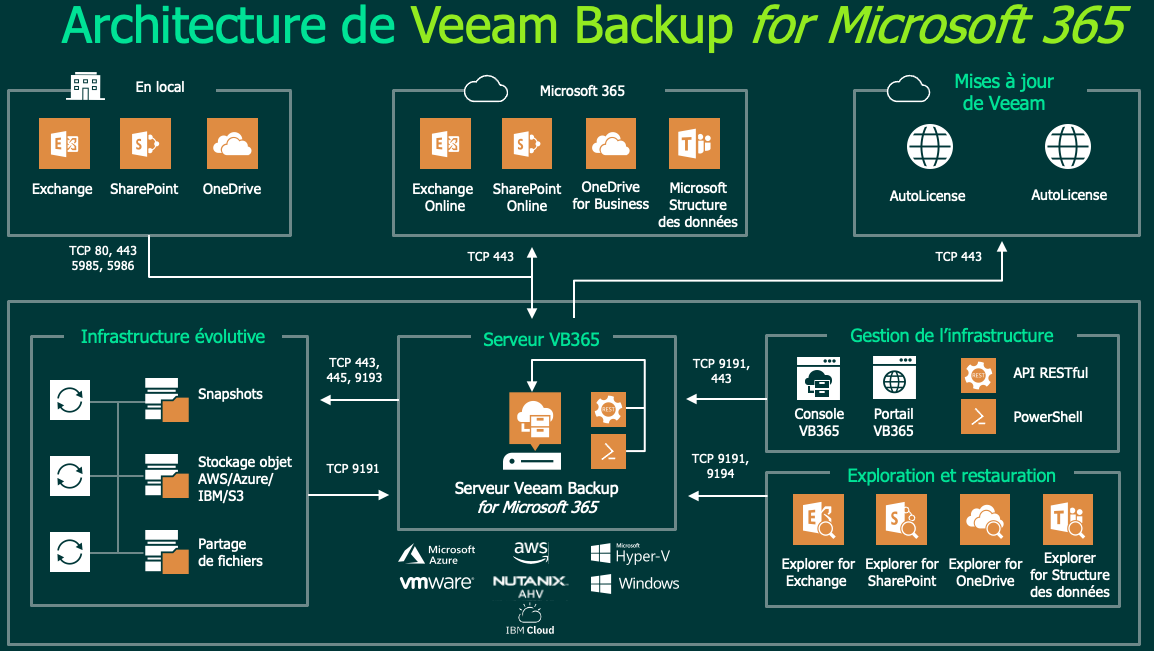 Architecture de Veeam Backup for Microsoft 365
En local
Exchange
SharePoint
OneDrive
TCP 80, 443
5985, 5986
Microsoft 365
Exchange
Online
SharePoint
Online
OneDrive
for Business
Microsoft
Structure
des données
TCP 443
Mises à jour
de Veeam
AutoLicense
AutoLicense
TCP 443
Infrastructure évolutive
Snapshots
Stockage objet
AWS/Azure/
IBM/S3
Partage
de fichiers
TCP 443,
445, 9193
TCP 9191
Serveur VB365
REST
Serveur Veeam Backup
for Microsoft 365
Microsoft
Azure
aws
Microsoft
Hyper-V
vmware
NUTANIX
AHV
Windows
IBM Cloud
TCP 9191,
443
TCP 9191,
9194
Gestion de l’infrastructure
Console
VB365
Portail
VB365
REST
API RESTful
PowerShell
Exploration et restauration
Explorer for
Exchange
Explorer for
SharePoint
Explorer for
OneDrive
Explorer
for Structure
des données